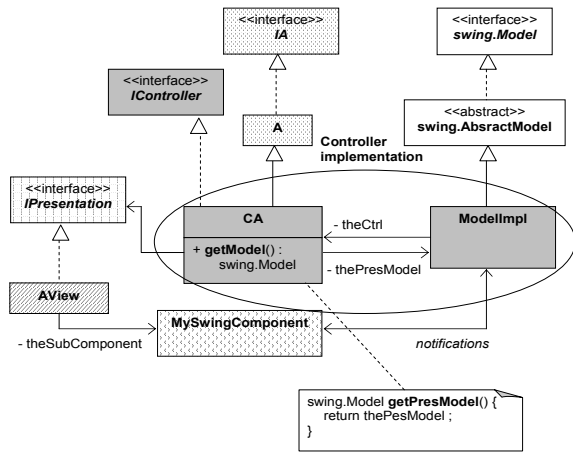 <<interface>>
IA
<<interface>>
swing.Model
<<interface>>
IController
A
<<abstract>>
swing.AbsractModel
Controller
implementation
<<interface>>
IPresentation
CA
+ getModel() :
swing.Model
- theCtrl
- thePresModel
ModelImpl
AView
- theSubComponent
MySwingComponent
notifications
swing.Model getPresModel() {
return thePesModel ;
}